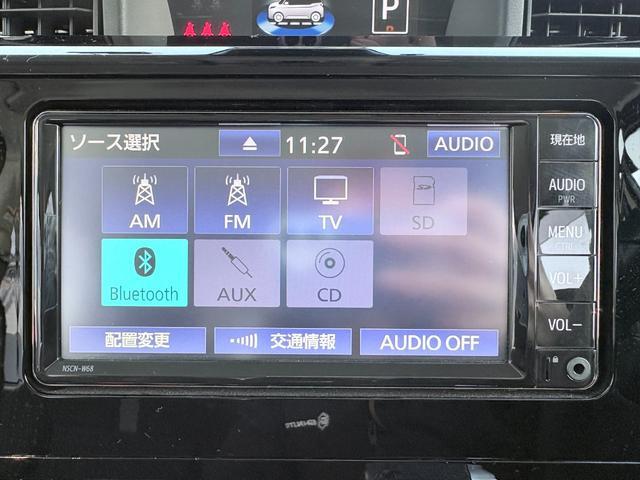 P
ソース選択 11:27 AUDIO
現在地
AM FM TV SD
AUDIO
PWR
MENU
CTRL
Bluetooth AUX CD
VOL+
VOL−
配置変更 交通情報 AUDIO OFF
NSCN-W68